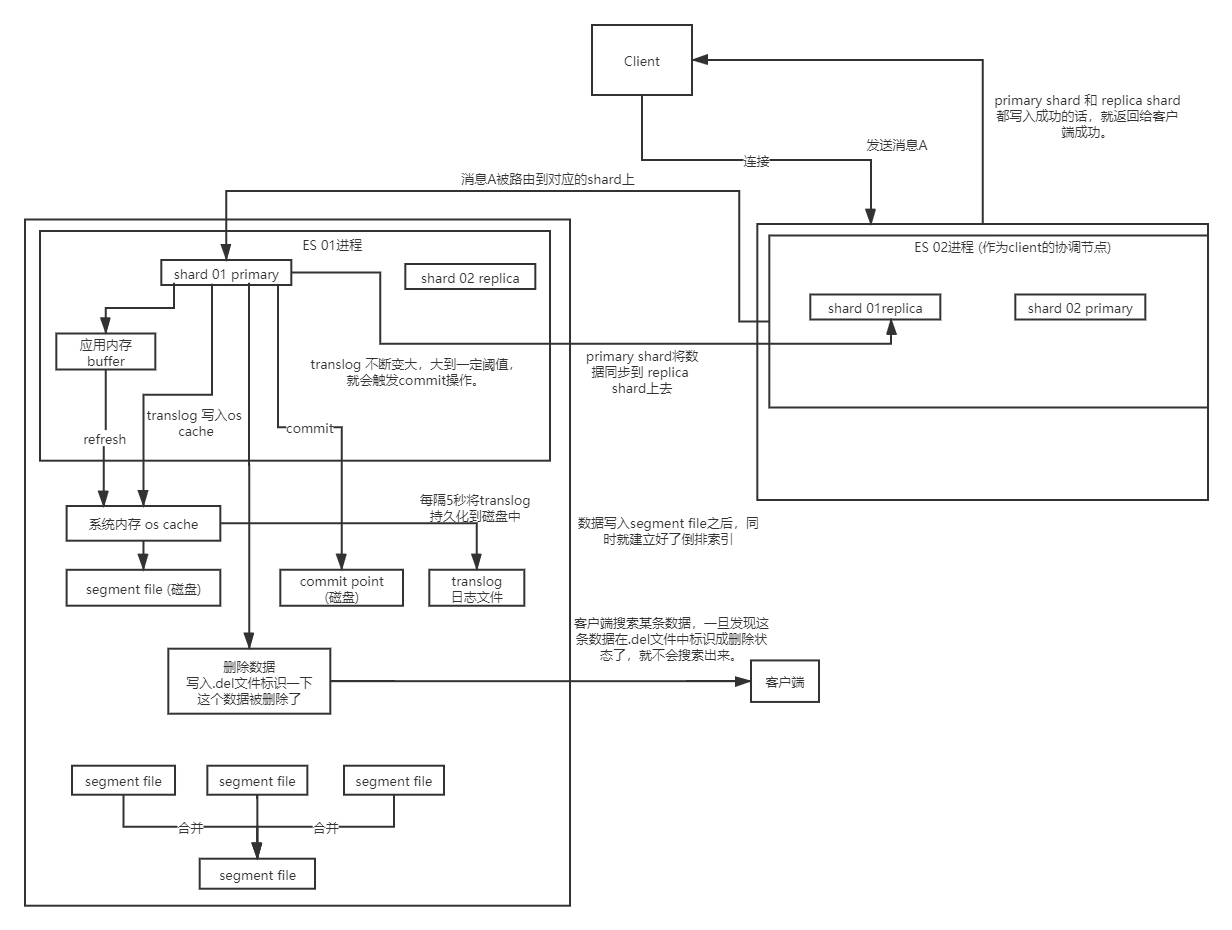 Client
primary shard 和 replica shard
都写入成功的话，就返回给客户
端成功。
发送消息A
连接
消息A被路由到对应的shard上
ES 01进程
shard 01 primary
shard 02 replica
ES 02进程 (作为client的协调节点)
shard 01replica
shard 02 primary
应用内存
buffer
translog 不断变大，大到一定阈值，
就会触发commit操作。
primary shard将数
据同步到 replica
shard上去
translog 写入os
cache
refresh
commit
每隔5秒将translog
持久化到磁盘中
系统内存 os cache
数据写入segment file之后，同
时就建立好了倒排索引
segment file (磁盘)
commit point
(磁盘)
translog
日志文件
客户端搜索某条数据，一旦发现这
条数据在.del文件中标识成删除状
态了，就不会搜索出来。
删除数据
写入.del文件标识一下
这个数据被删除了
客户端
segment file
segment file
segment file
合并
合并
segment file